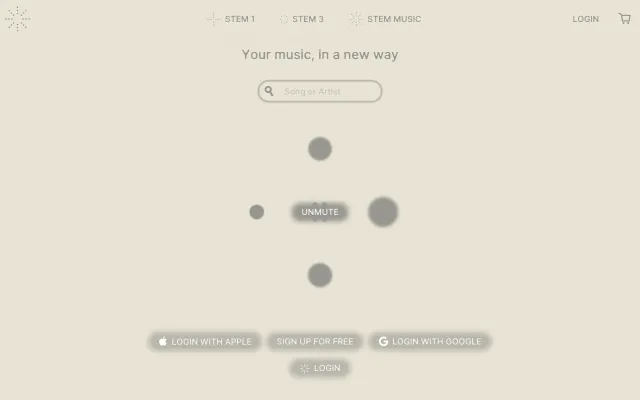 STEM 1 STEM 3 STEM MUSIC LOGIN
Your music, in a new way
Song or Artist
UNMUTE
LOGIN WITH APPLE SIGN UP FOR FREE LOGIN WITH GOOGLE
LOGIN